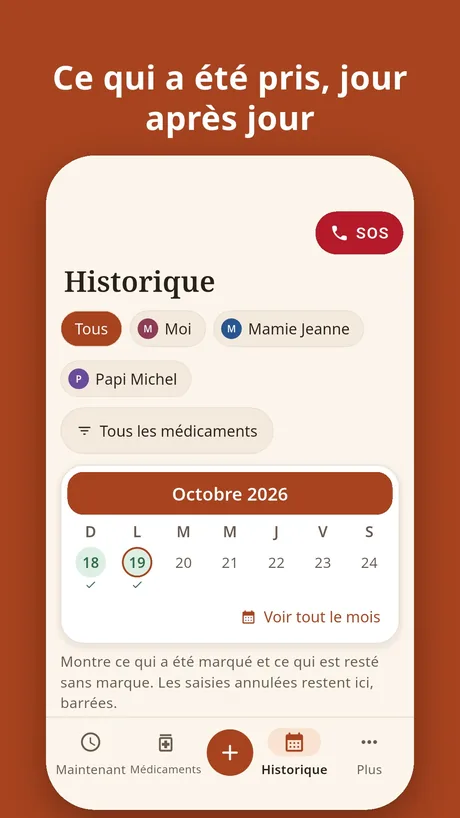 Ce qui a été pris, jour
après jour
SOS
Historique
Tous
M Moi
M Mamie Jeanne
P Papi Michel
Tous les médicaments
Octobre 2026
D L M M J V S
18 19 20 21 22 23 24
Voir tout le mois
Montre ce qui a été marqué et ce qui est resté
sans marque. Les saisies annulées restent ici,
barrées.
Maintenant Médicaments Historique Plus